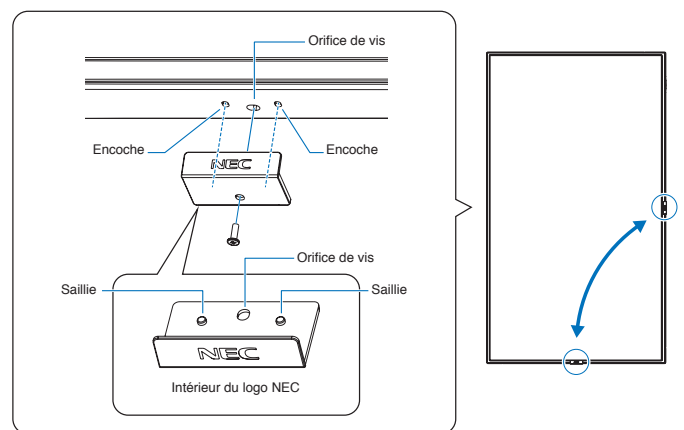 Orifice de vis
Encoche
Encoche
NEC
Orifice de vis
Saillie
Saillie
NEC
Intérieur du logo NEC